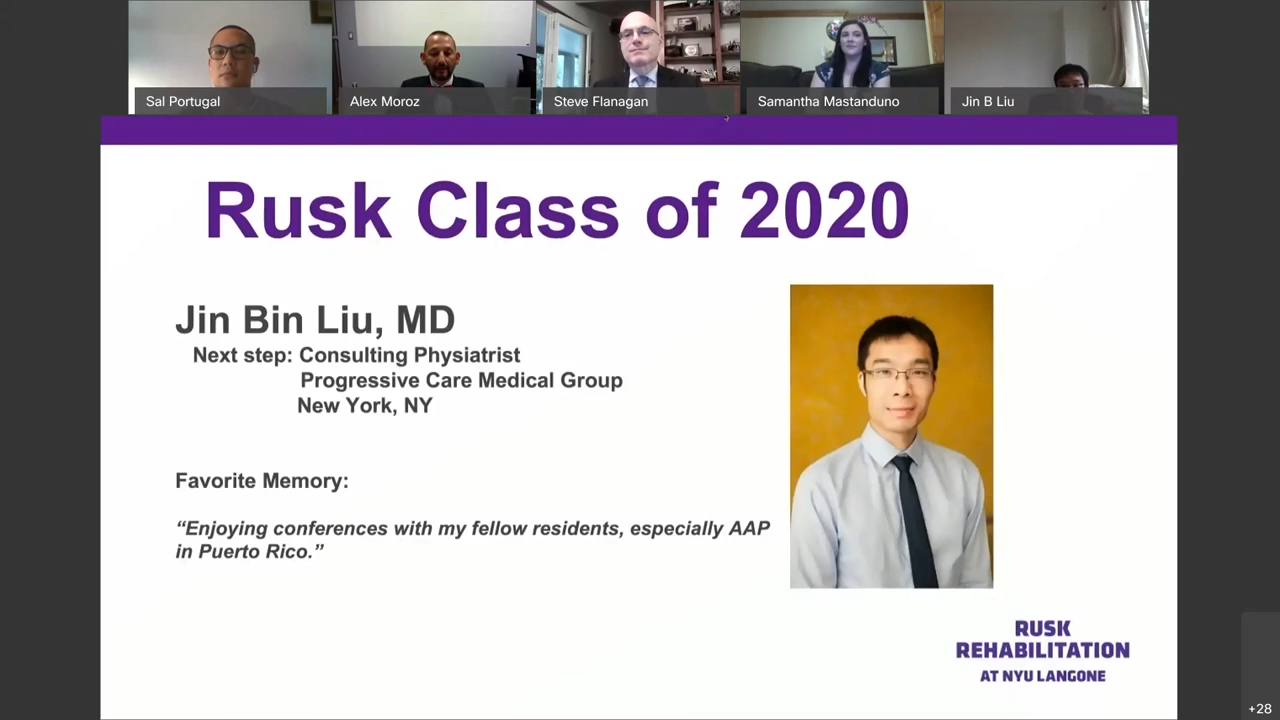 Sal Portugal
Alex Moroz
Steve Flanagan
Samantha Mastanduno
Jin B Liu
Rusk Class of 2020
Jin Bin Liu, MD
Next step: Consulting Physiatrist
Progressive Care Medical Group
New York, NY
Favorite Memory:
“Enjoying conferences with my fellow residents, especially AAP
in Puerto Rico.”
RUSK
REHABILITATION
AT NYU LANGONE
+28